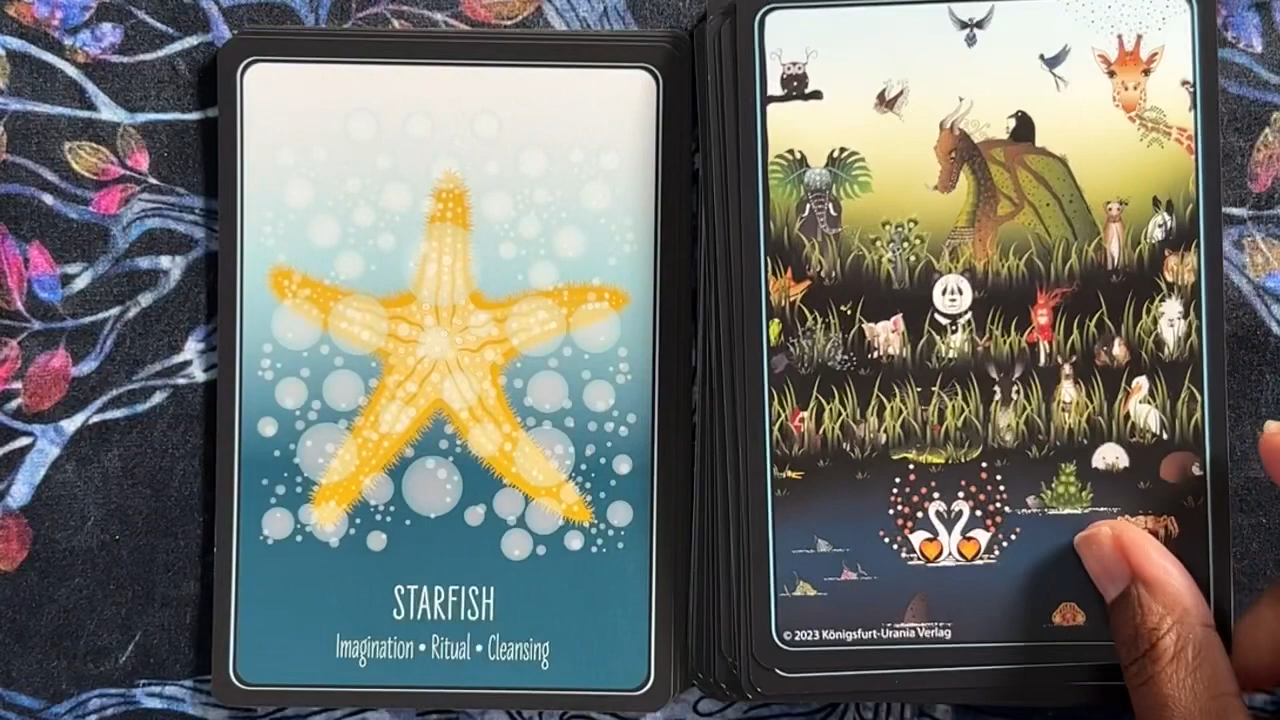 STARFISH
Imagination • Ritual • Cleansing
© 2023 Königsfurt-Urania Verlag